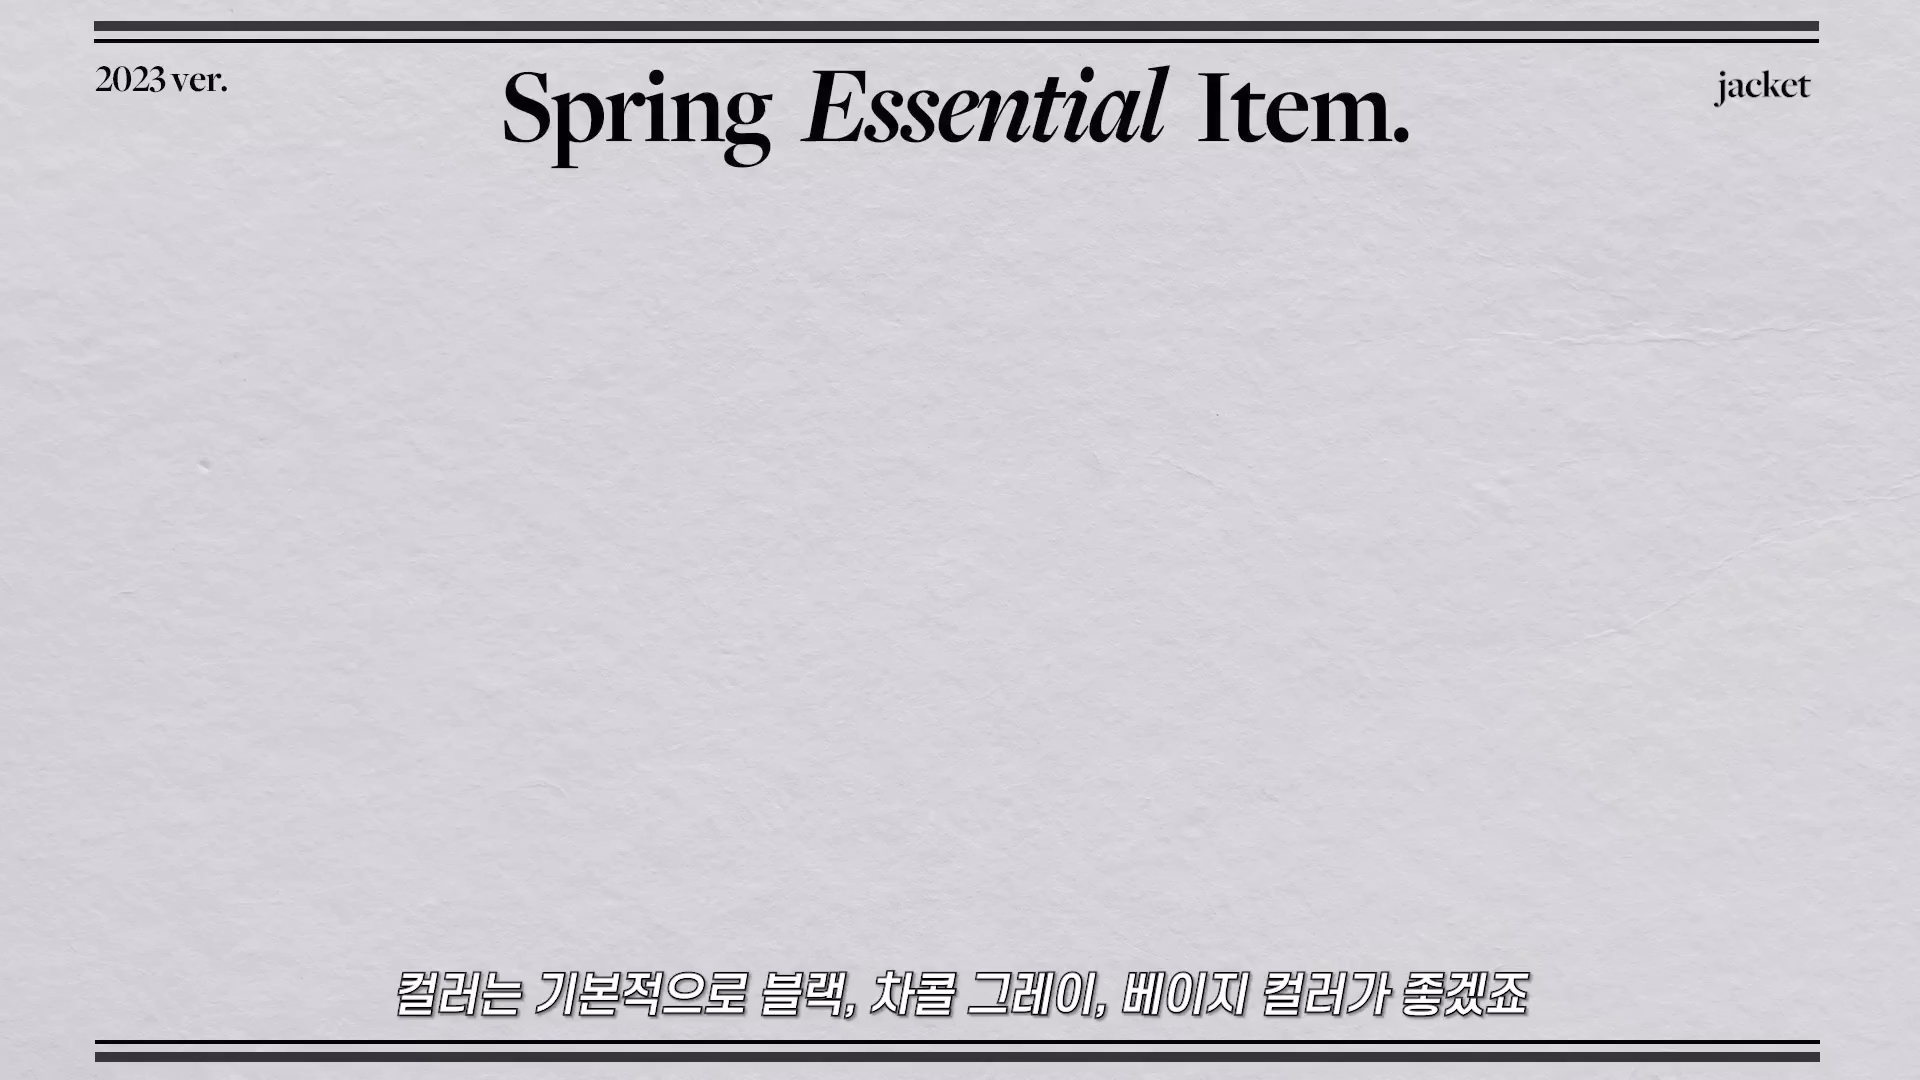 2023 ver.
Spring Essential Item.
jacket
컬러는 기본적으로 블랙, 차콜 그레이, 베이지 컬러가 좋겠죠